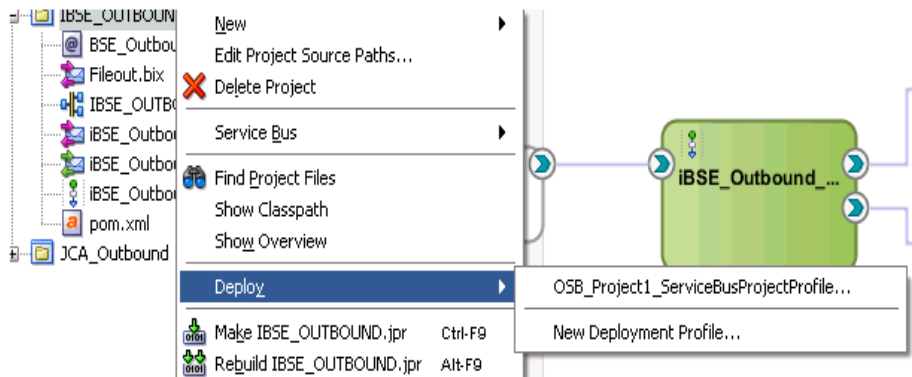 IBSE_OUTBOUN
BSE_Outbou
Fileout.bix
IBSE_OUTBO
iBSE_Outbou
iBSE_Outbou
iBSE_Outbou
pom.xml
JCA_Outbound
New
Edit Project Source Paths...
Delete Project
Service Bus
Find Project Files
Show Classpath
Show Overview
Deploy
Make IBSE_OUTBOUND.jpr Ctrl-F9
Rebuild IBSE_OUTBOUND.jpr Alt-F9
OSB_Project1_ServiceBusProjectProfile...
New Deployment Profile...
iBSE_Outbound_...